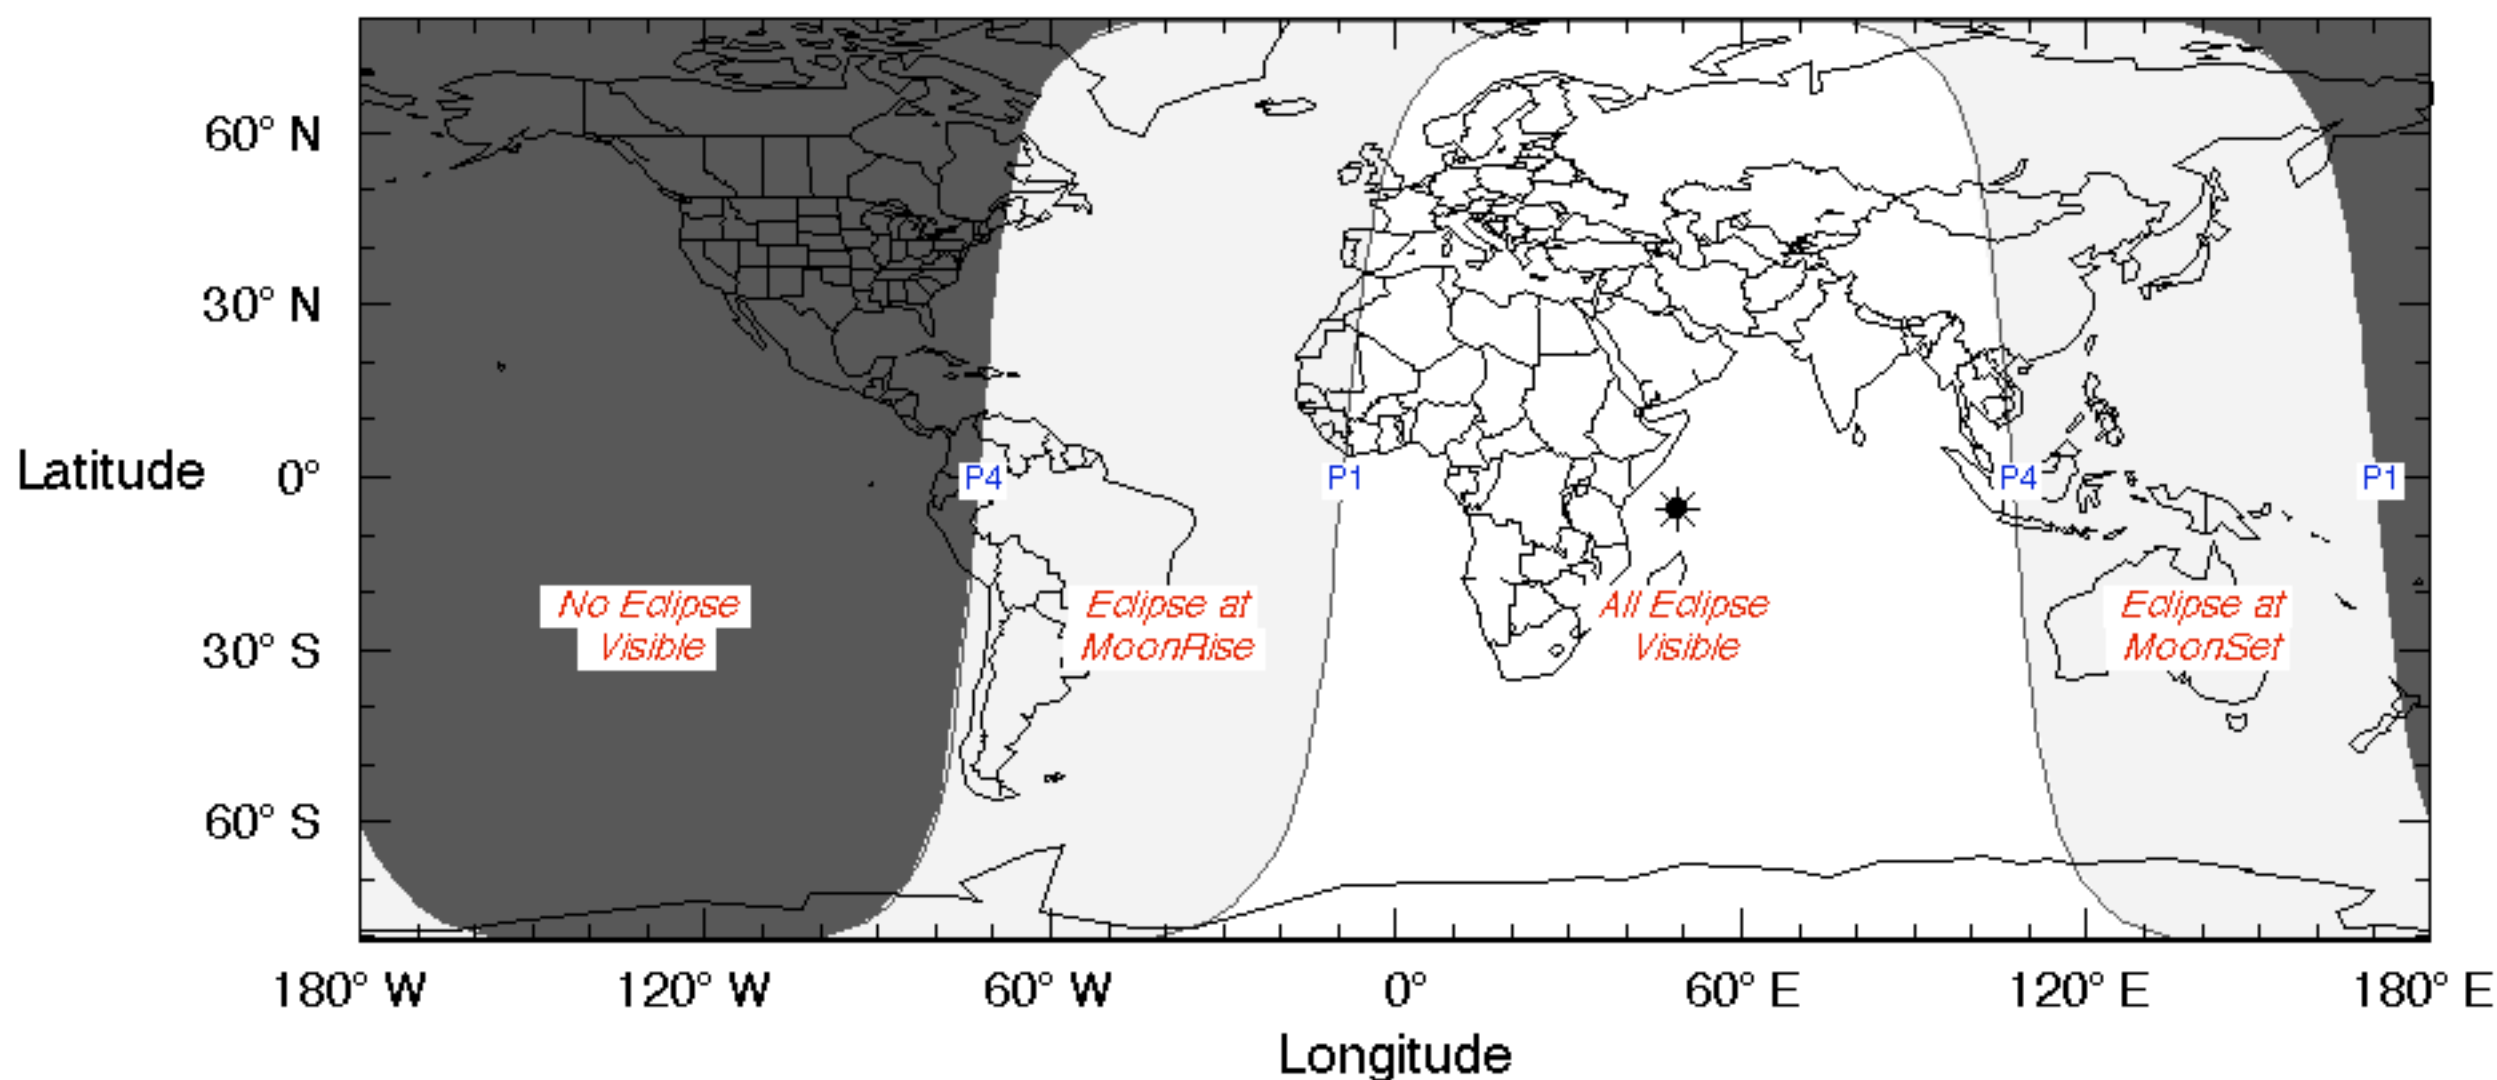 60° N
30° N
Latitude 0°
P4 P1 P4 P1
No Eclipse Visible
Eclipse at MoonRise
All Eclipse Visible
Eclipse at MoonSet
30° S
60° S
180° W 120° W 60° W 0° 60° E 120° E 180° E
Longitude